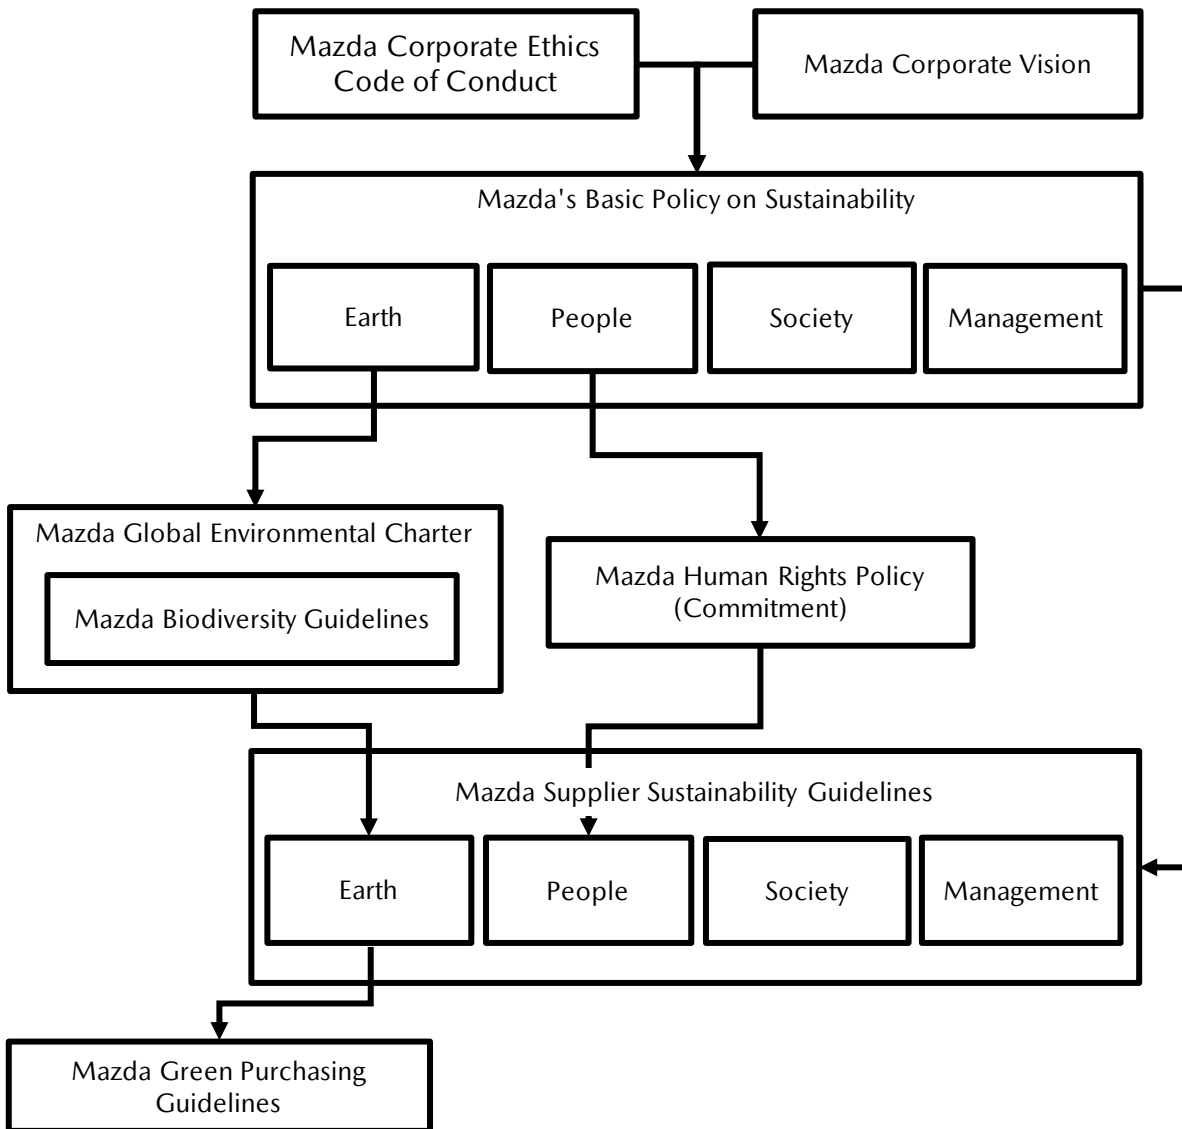 Mazda Corporate Ethics
Code of Conduct
Mazda Corporate Vision
Mazda's Basic Policy on Sustainability
Earth
People
Society
Management
Mazda Global Environmental Charter
Mazda Biodiversity Guidelines
Mazda Human Rights Policy
(Commitment)
Mazda Supplier Sustainability Guidelines
Earth
People
Society
Management
Mazda Green Purchasing
Guidelines